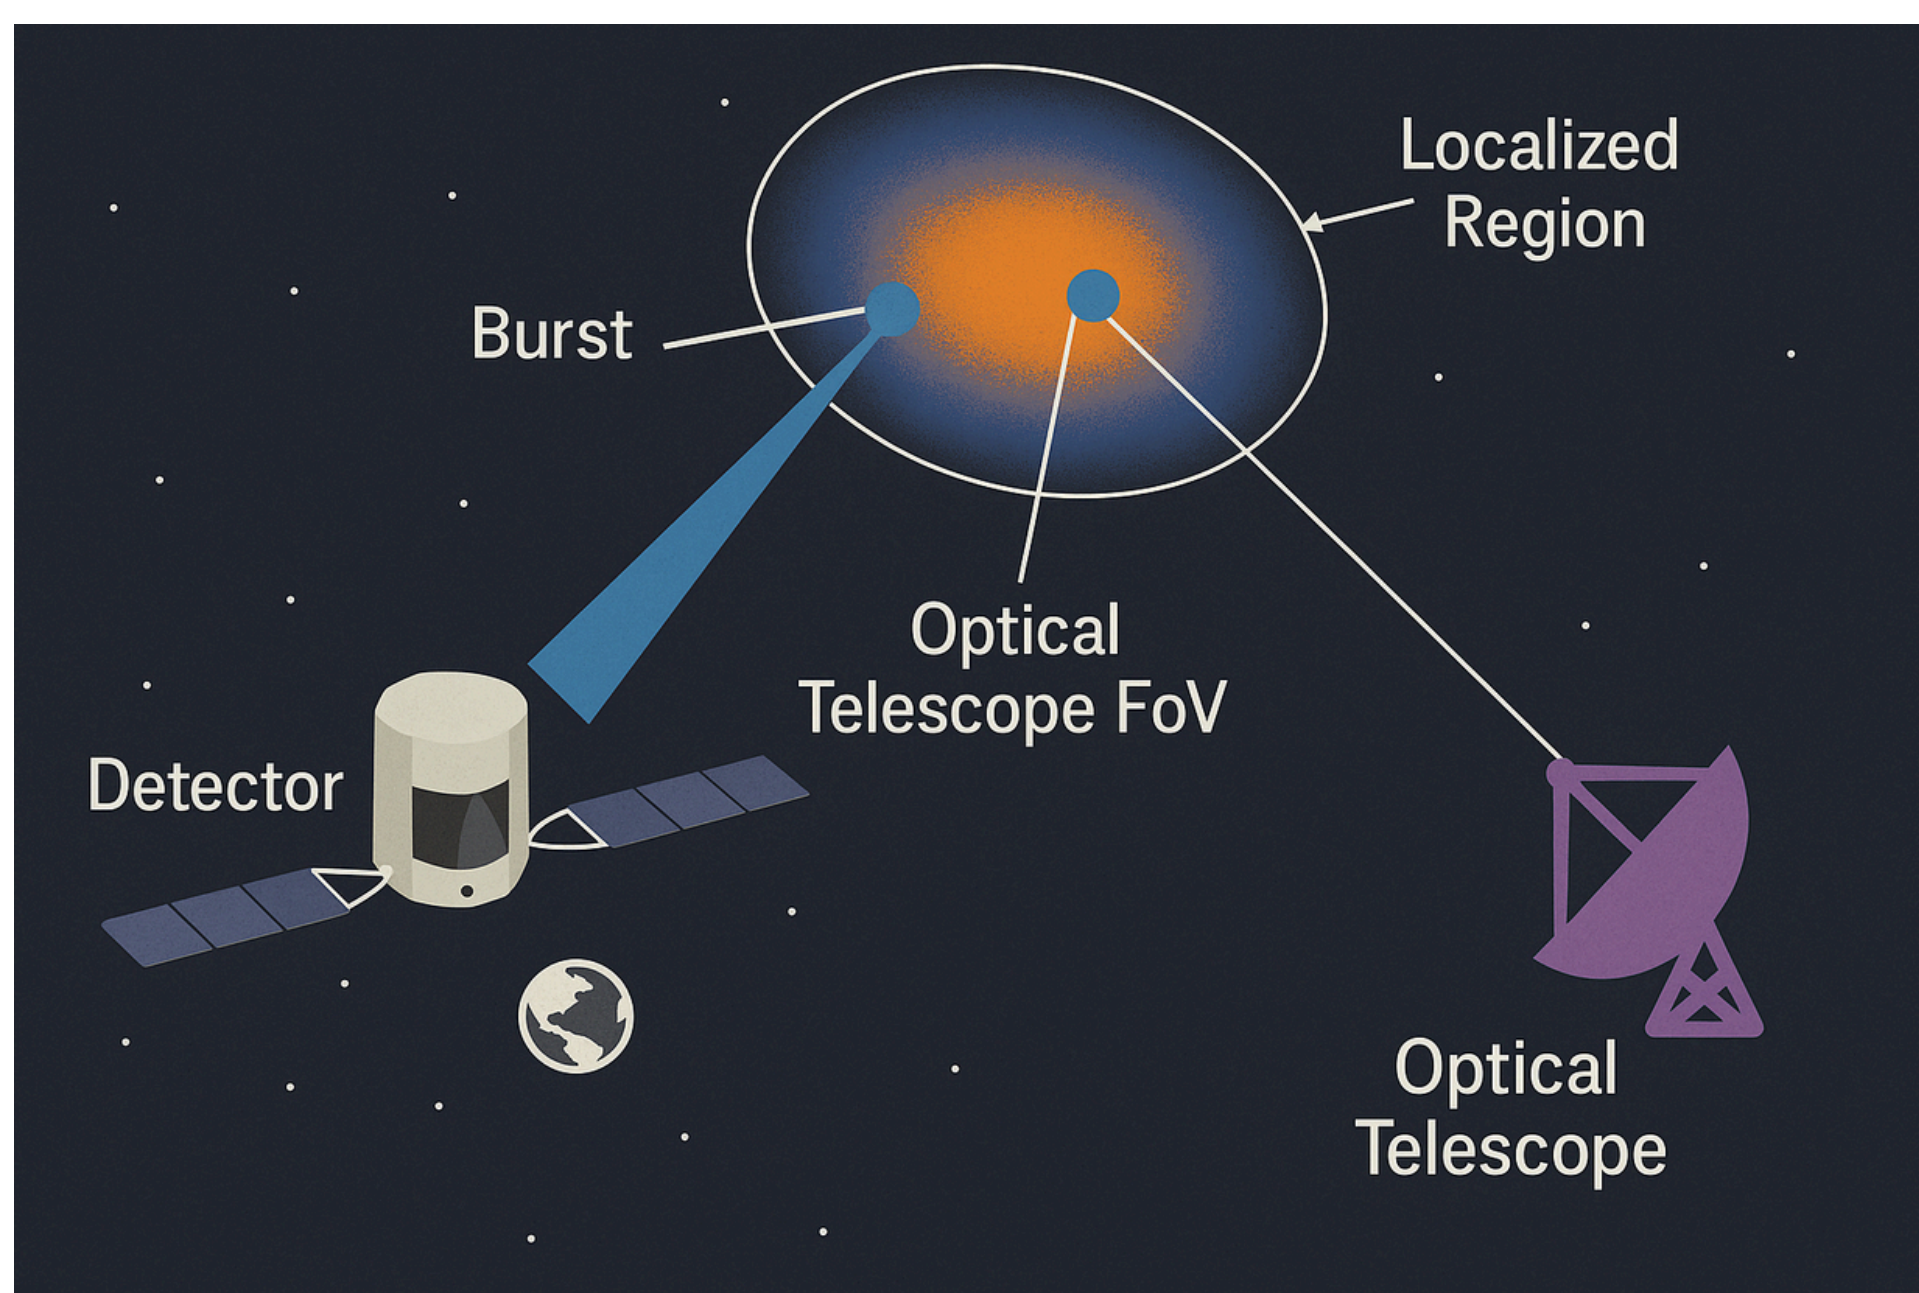 Localized
Region
Burst
Optical
Telescope FoV
Detector
Optical
Telescope